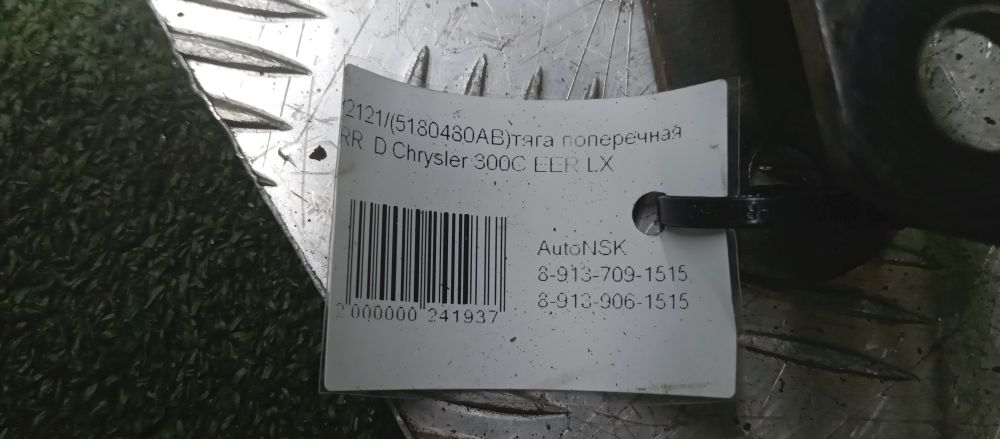 2121/(5180480AB)тяга поперечная
RR D Chrysler 300C EER LX
AutoNSK
8-913-709-1515
8-913-906-1515
2 000000 241937